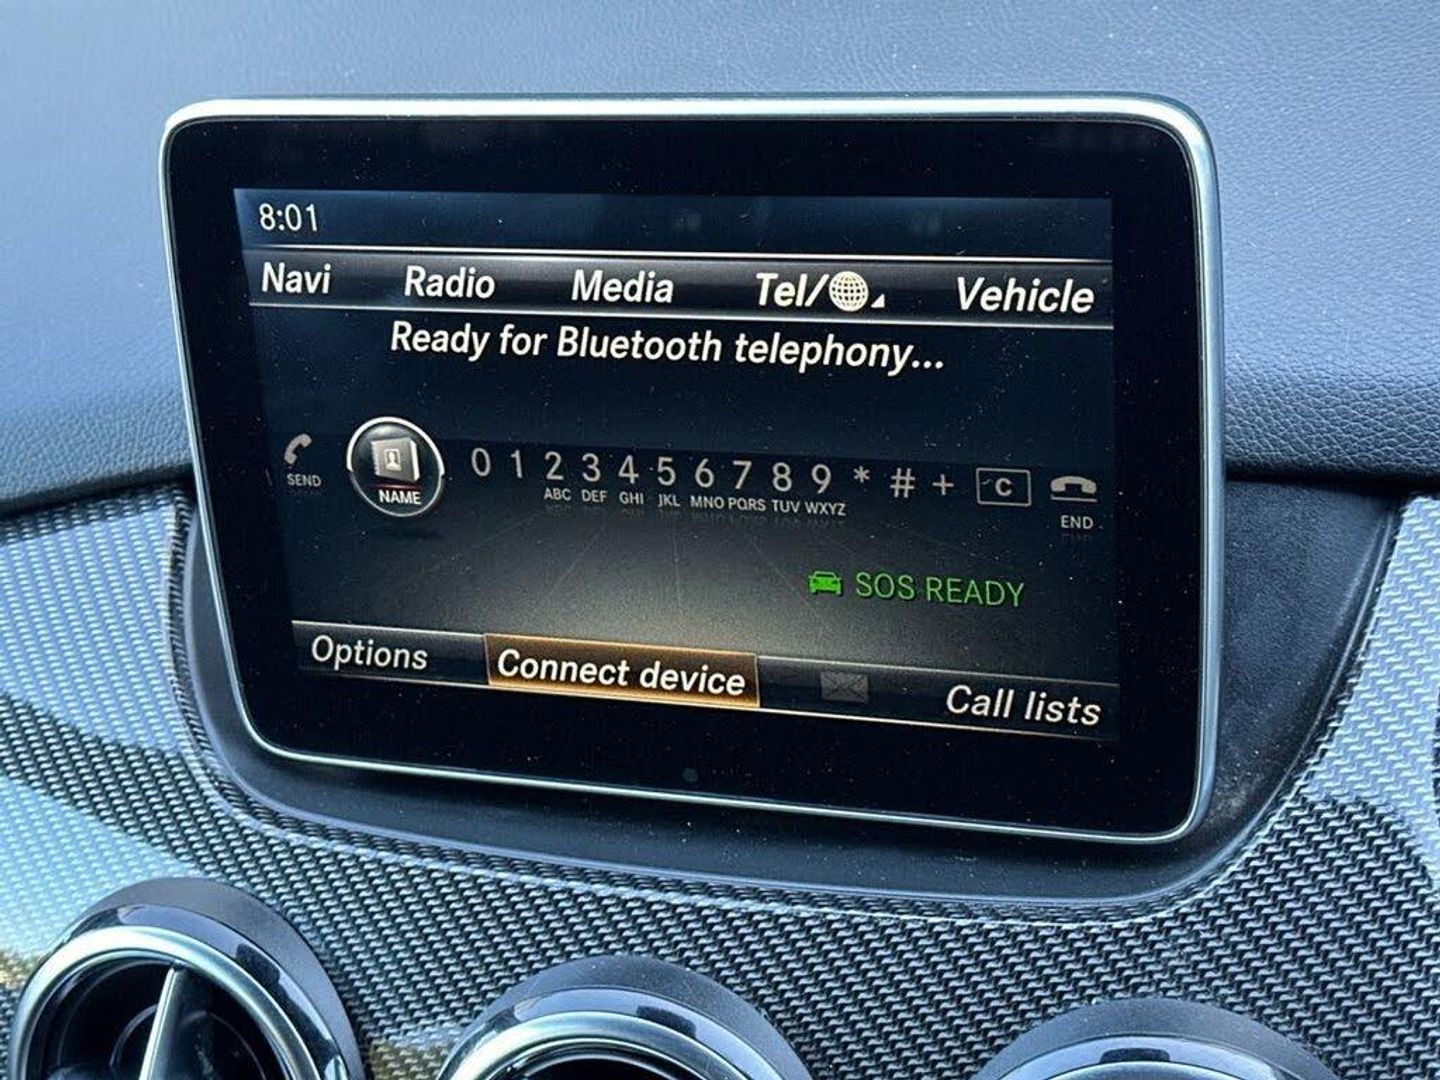 8:01
Navi Radio Media Tel/ Vehicle
Ready for Bluetooth telephony...
SEND NAME 0 1 2 3 4 5 6 7 8 9 * # + C END
ABC DEF GHI JKL MNO PQRS TUV WXYZ
SOS READY
Options Connect device Call lists